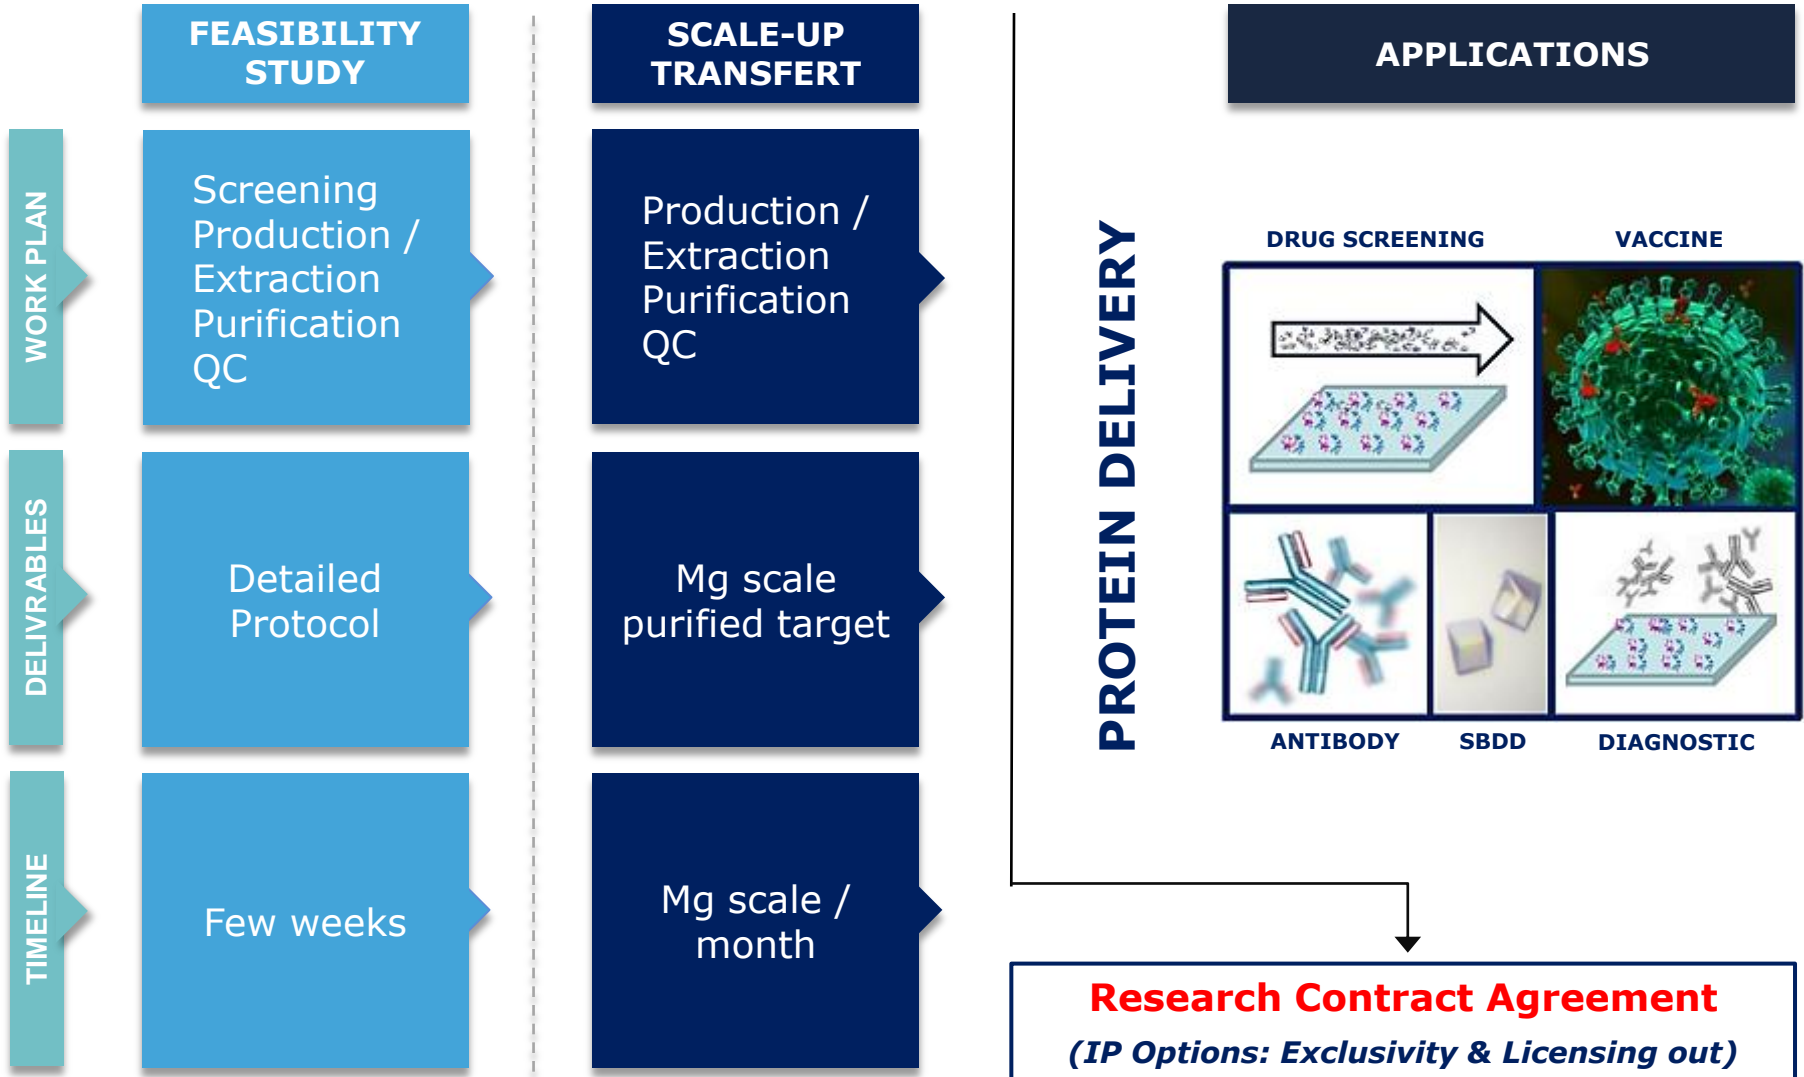 FEASIBILITY
STUDY
SCALE-UP
TRANSFERT
APPLICATIONS
WORK PLAN
Screening
Production /
Extraction
Purification
QC
Production /
Extraction
Purification
QC
DELIVRABLES
Detailed
Protocol
Mg scale
purified target
TIMELINE
Few weeks
Mg scale /
month
PROTEIN DELIVERY
DRUG SCREENING
VACCINE
ANTIBODY
SBDD
DIAGNOSTIC
Research Contract Agreement
(IP Options: Exclusivity & Licensing out)